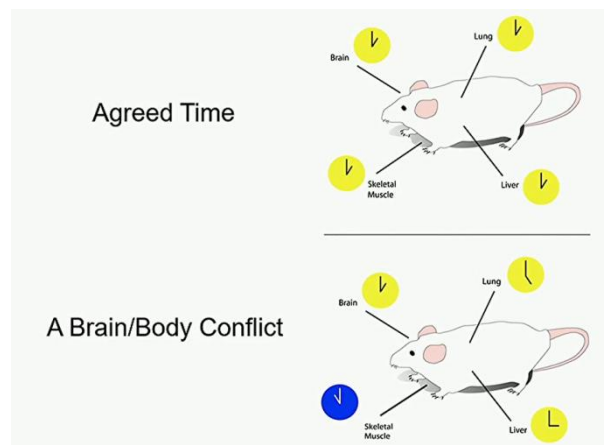 Agreed Time
Brain
Lung
Skeletal
Muscle
Liver
A Brain/Body Conflict
Brain
Lung
Skeletal
Muscle
Liver